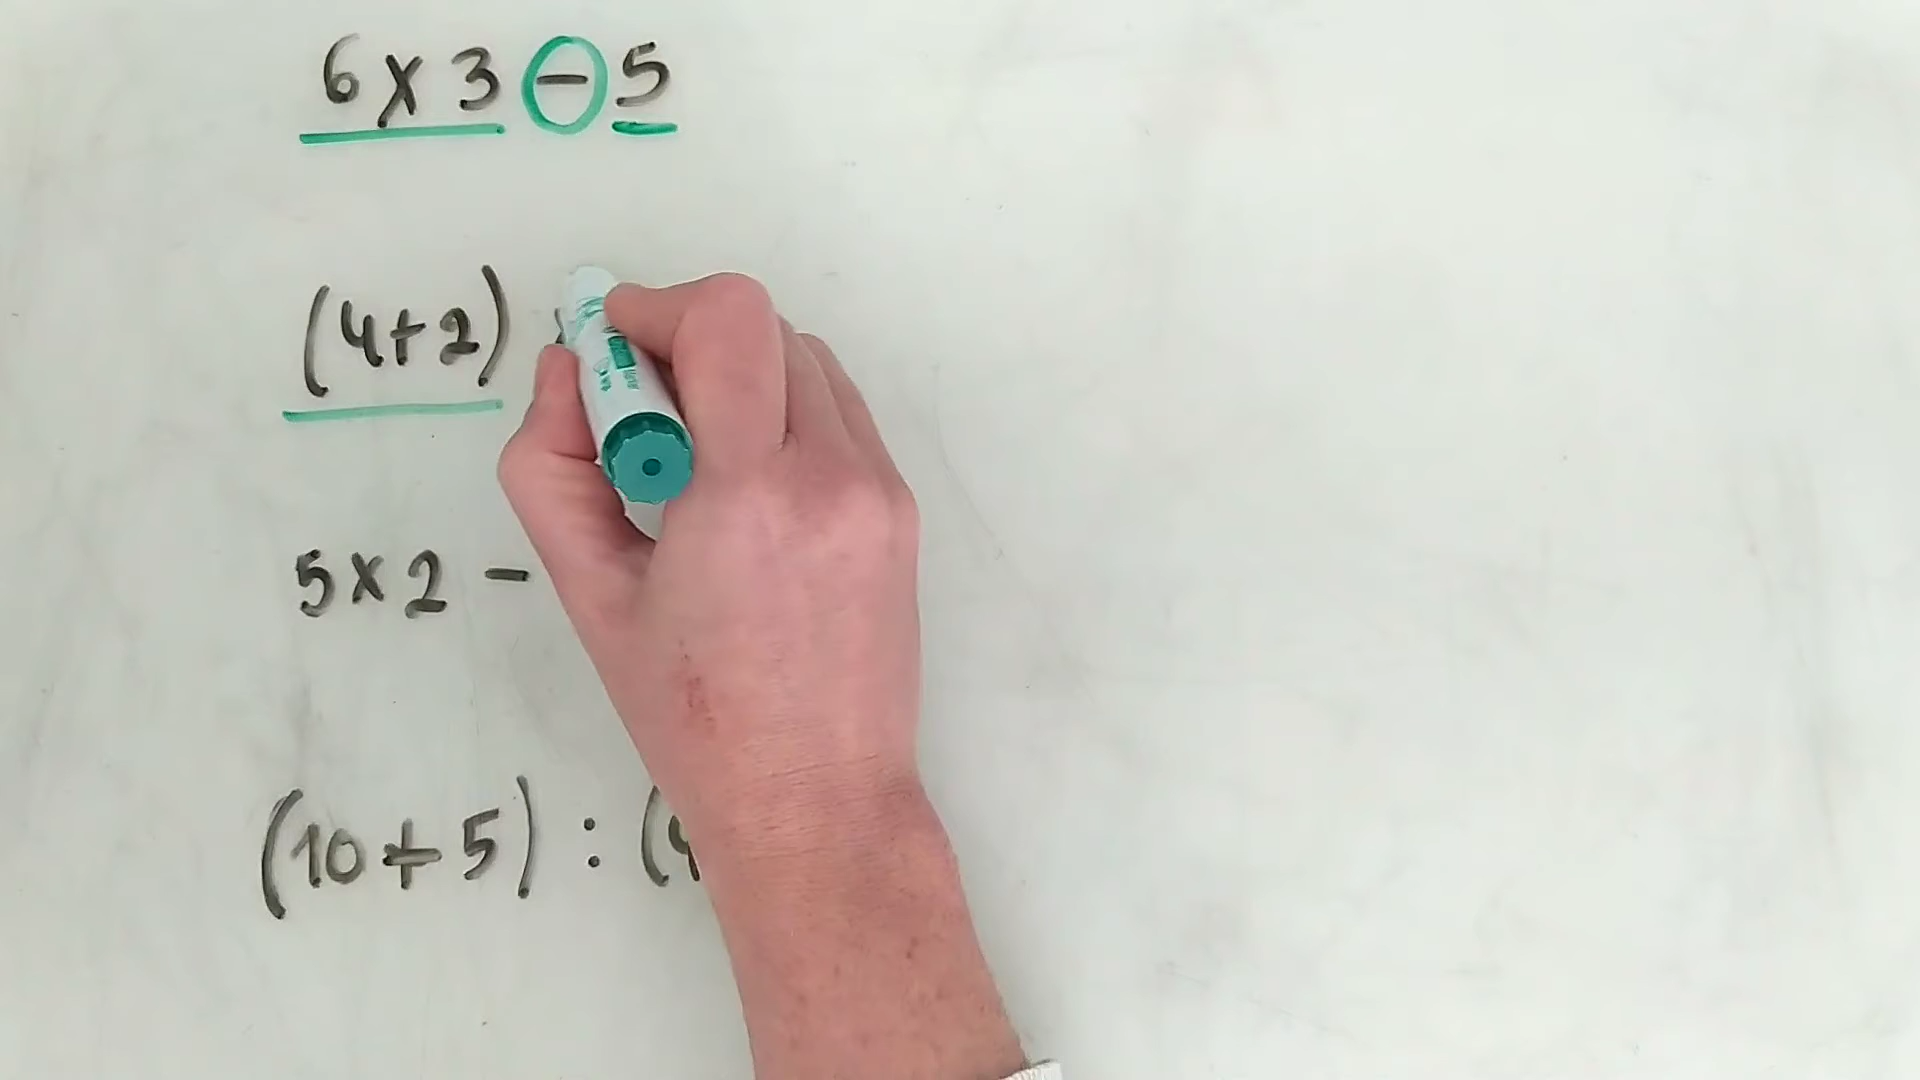 6 x 3 - 5
(4+2)
5 x 2 -
(10 + 5) : (